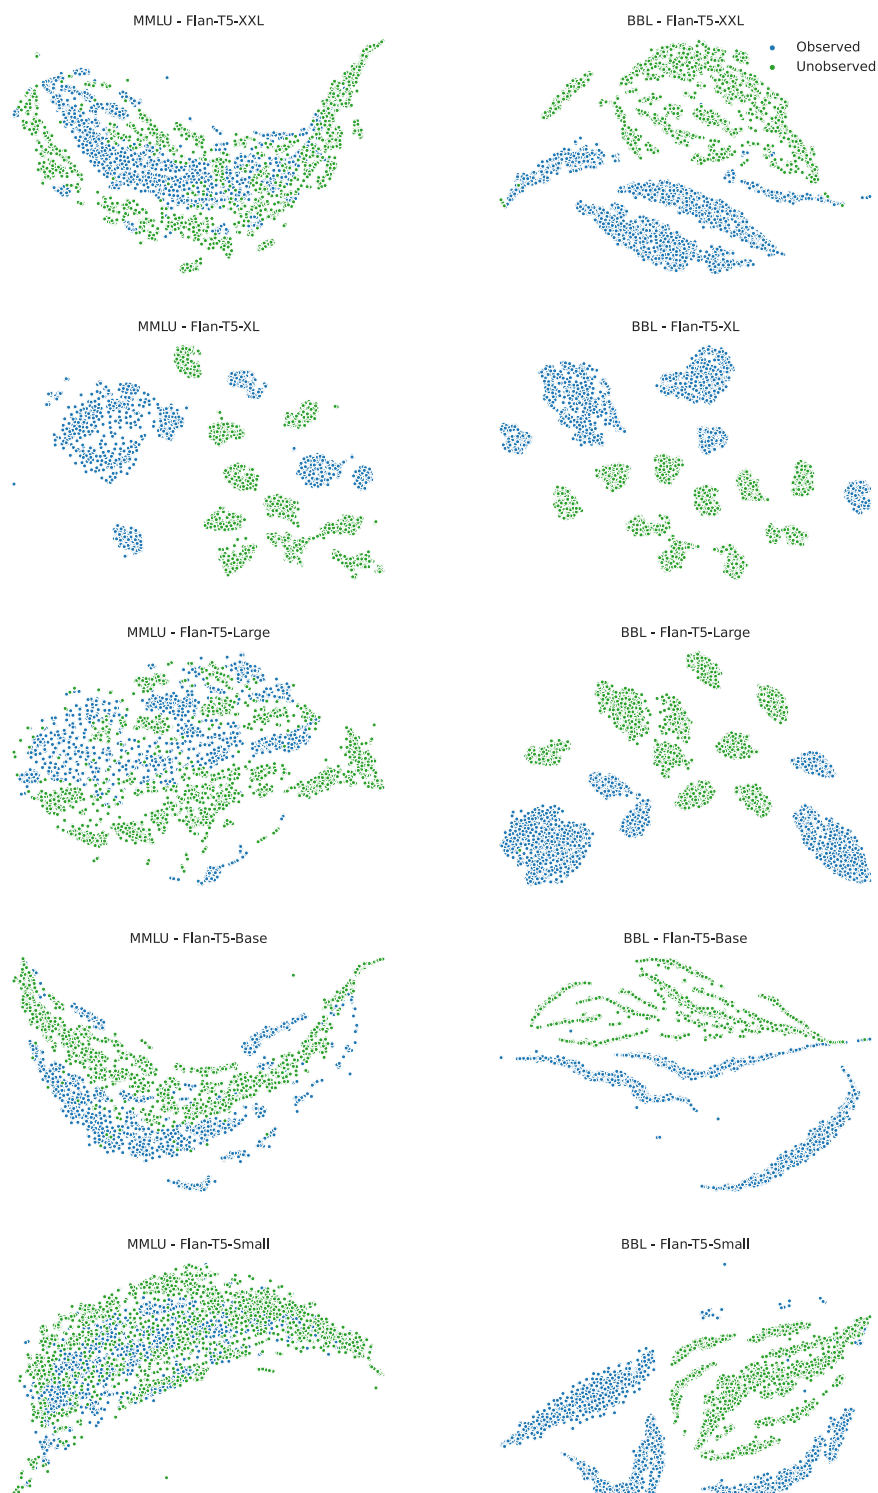 MMLU - Flan-T5-XXL
BBL - Flan-T5-XXL
Observed
Unobserved
MMLU - Flan-T5-XL
BBL - Flan-T5-XL
MMLU - Flan-T5-Large
BBL - Flan-T5-Large
MMLU - Flan-T5-Base
BBL - Flan-T5-Base
MMLU - Flan-T5-Small
BBL - Flan-T5-Small